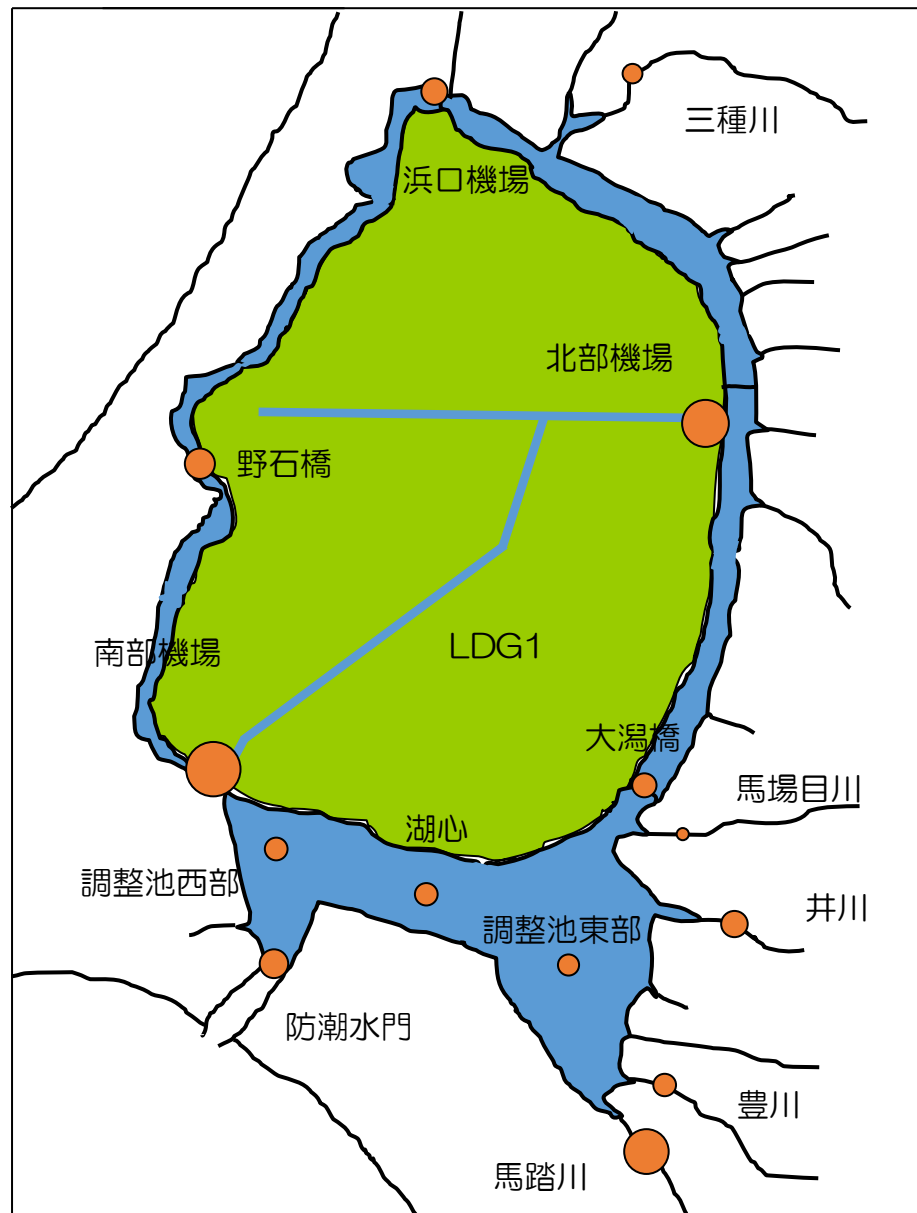 三種川
浜口機場
北部機場
野石橋
南部機場
LDG1
大潟橋
馬場目川
湖心
調整池西部
井川
調整池東部
防潮水門
豊川
馬踏川